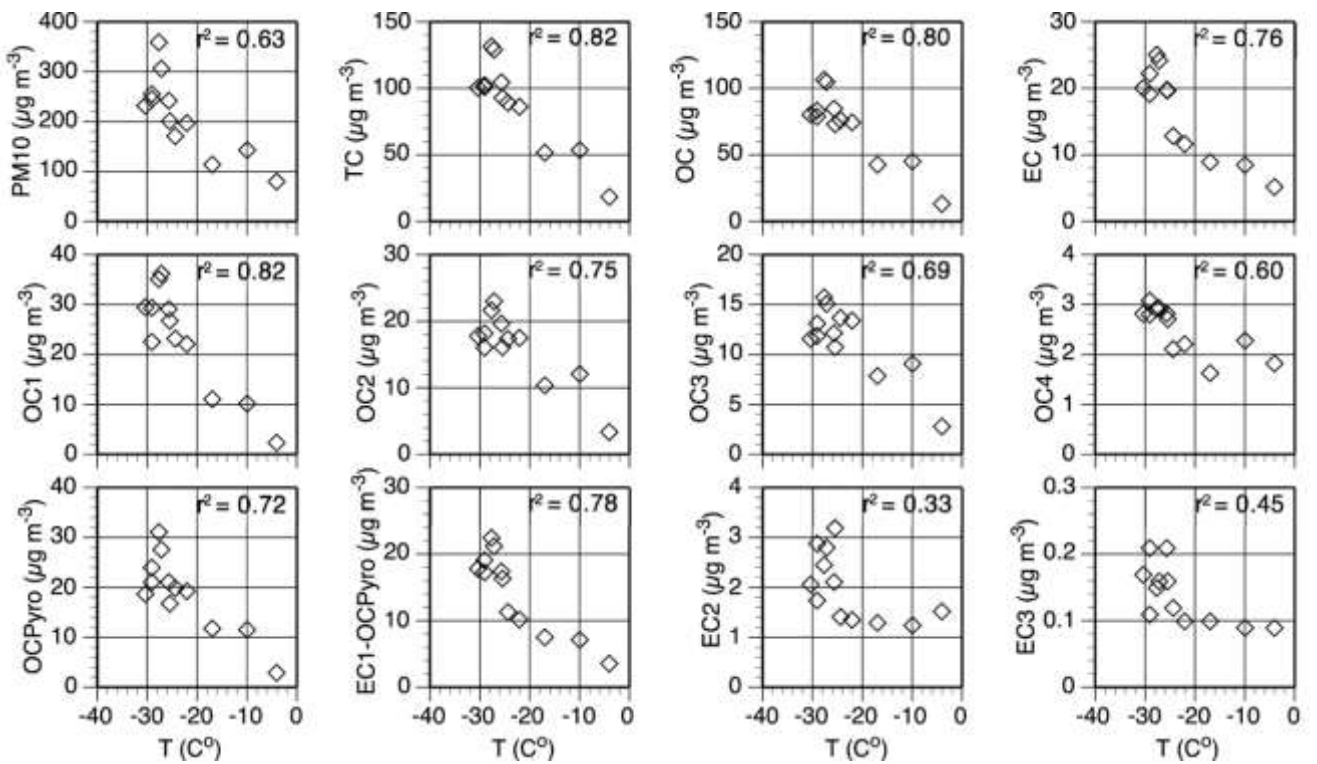 PM10 (µg m⁻³)
400
300
200
100
0
r² = 0.63
TC (µg m⁻³)
150
100
50
0
r² = 0.82
OC (µg m⁻³)
150
100
50
0
r² = 0.80
EC (µg m⁻³)
30
20
10
0
r² = 0.76
OC1 (µg m⁻³)
40
30
20
10
0
r² = 0.82
OC2 (µg m⁻³)
30
20
10
0
r² = 0.75
OC3 (µg m⁻³)
20
15
10
5
0
r² = 0.69
OC4 (µg m⁻³)
4
3
2
1
0
r² = 0.60
OCPyro (µg m⁻³)
40
30
20
10
0
r² = 0.72
-40 -30 -20 -10 0
T (Cº)
EC1-OCPyro (µg m⁻³)
30
20
10
0
r² = 0.78
-40 -30 -20 -10 0
T (Cº)
EC2 (µg m⁻³)
4
3
2
1
0
r² = 0.33
-40 -30 -20 -10 0
T (Cº)
EC3 (µg m⁻³)
0.3
0.2
0.1
0
r² = 0.45
-40 -30 -20 -10 0
T (Cº)